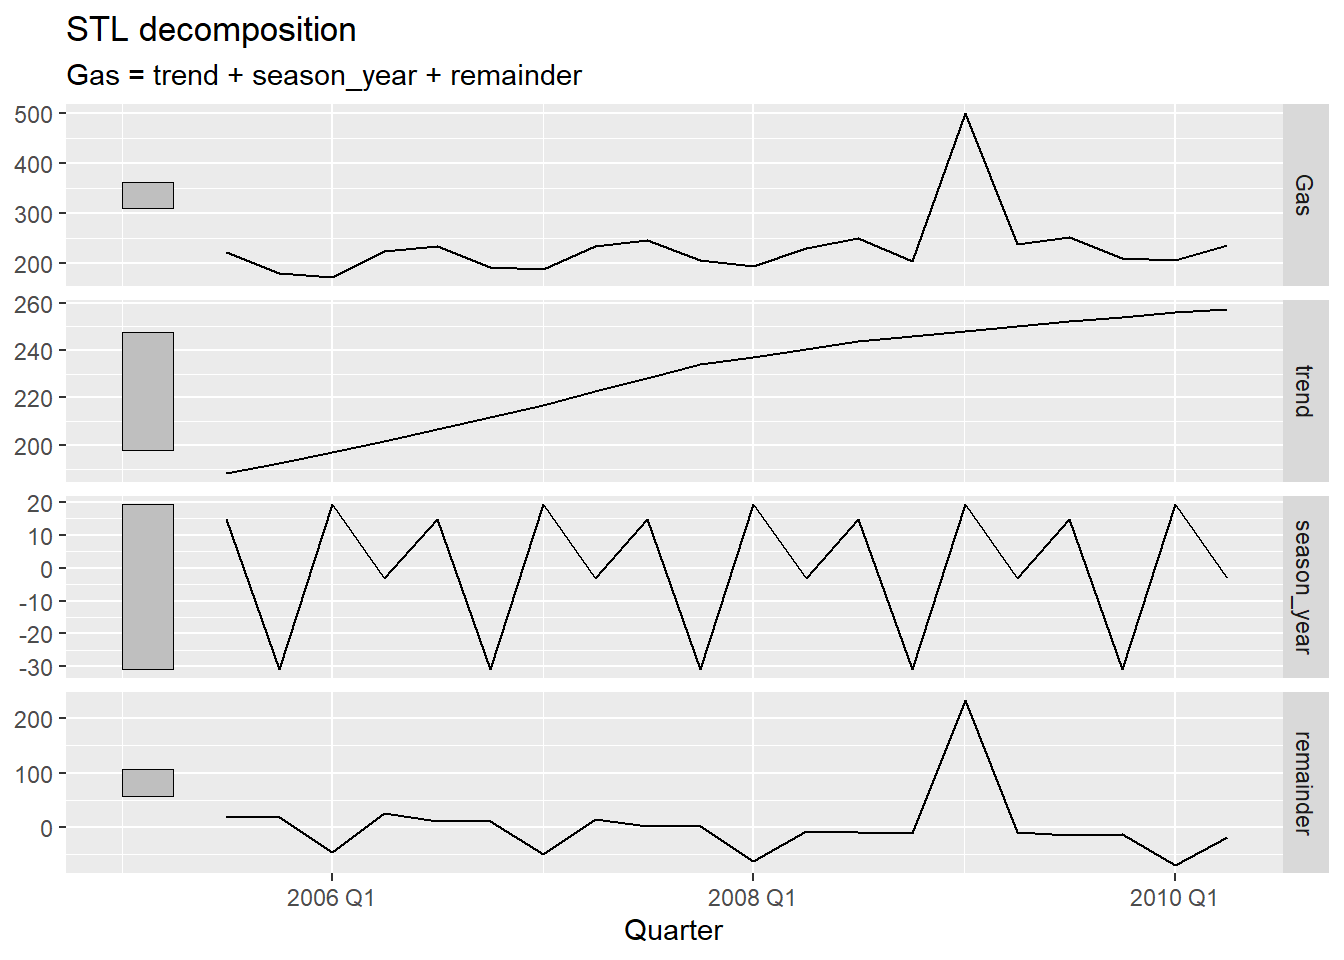 STL decomposition
Gas = trend + season_year + remainder
500
400
300
200
Gas
260
240
220
200
trend
20
10
0
-10
-20
-30
season_year
200
100
0
remainder
2006 Q1
2008 Q1
2010 Q1
Quarter